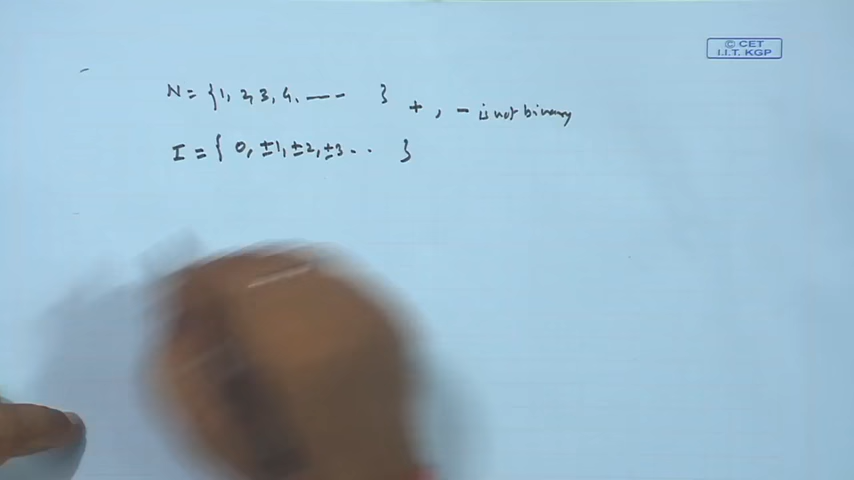 © CET
I.I.T. KGP
N = {1, 2, 3, 4, — - }  + , - is not binary
I = { 0, ±1, ±2, ±3 - - }